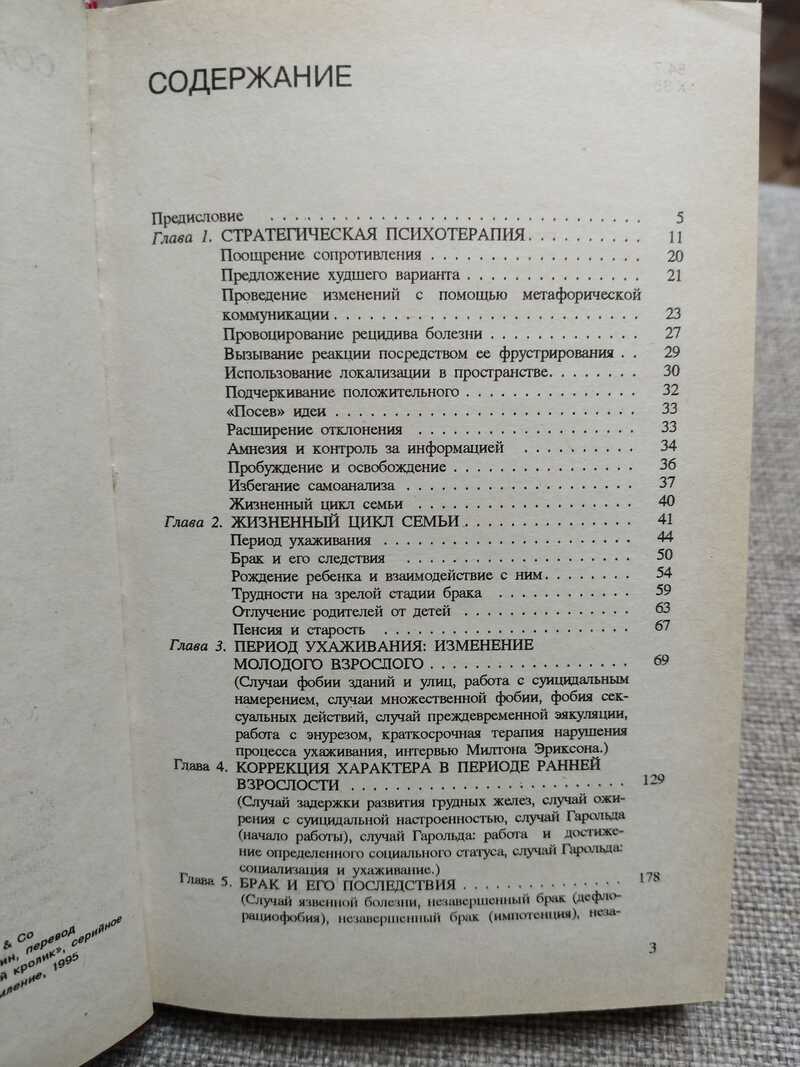 СОДЕРЖАНИЕ
Предисловие . . . . . . . . . . . . . . . . . . . . . . . . . . . . . . 5
Глава 1. СТРАТЕГИЧЕСКАЯ ПСИХОТЕРАПИЯ. . . . . . . . . . 11
Поощрение сопротивления . . . . . . . . . . . . . . . . . . 20
Предложение худшего варианта . . . . . . . . . . . . . . . 21
Проведение изменений с помощью метафорической
коммуникации . . . . . . . . . . . . . . . . . . . . . . . . . . 23
Провоцирование рецидива болезни . . . . . . . . . . . . . 27
Вызывание реакции посредством ее фрустрирования . . 29
Использование локализации в пространстве. . . . . . . . 30
Подчеркивание положительного . . . . . . . . . . . . . . . 32
«Посев» идеи . . . . . . . . . . . . . . . . . . . . . . . . . . 33
Расширение отклонения . . . . . . . . . . . . . . . . . . . 33
Амнезия и контроль за информацией . . . . . . . . . . 34
Пробуждение и освобождение . . . . . . . . . . . . . . . . 36
Избегание самоанализа . . . . . . . . . . . . . . . . . . . . 37
Жизненный цикл семьи . . . . . . . . . . . . . . . . . . . 40
Глава 2. ЖИЗНЕННЫЙ ЦИКЛ СЕМЬИ . . . . . . . . . . . . . . . 41
Период ухаживания . . . . . . . . . . . . . . . . . . . . . . 44
Брак и его следствия . . . . . . . . . . . . . . . . . . . . 50
Рождение ребенка и взаимодействие с ним. . . . . . . . 54
Трудности на зрелой стадии брака . . . . . . . . . . . . 59
Отлучение родителей от детей . . . . . . . . . . . . . . . 63
Пенсия и старость . . . . . . . . . . . . . . . . . . . . . . 67
Глава 3. ПЕРИОД УХАЖИВАНИЯ: ИЗМЕНЕНИЕ
МОЛОДОГО ВЗРОСЛОГО . . . . . . . . . . . . . . . . . . 69
(Случаи фобии зданий и улиц, работа с суицидальным
намерением, случаи множественной фобии, фобия сек-
суальных действий, случай преждевременной эякуляции,
работа с энурезом, краткосрочная терапия нарушения
процесса ухаживания, интервью Милтона Эриксона.)
Глава 4. КОРРЕКЦИЯ ХАРАКТЕРА В ПЕРИОДЕ РАННЕЙ
ВЗРОСЛОСТИ . . . . . . . . . . . . . . . . . . . . . . . . . 129
(Случай задержки развития грудных желез, случай ожи-
рения с суицидальной настроенностью, случай Гарольда
(начало работы), случай Гарольда: работа и достиже-
ние определенного социального статуса, случай Гарольда:
социализация и ухаживание.)
Глава 5. БРАК И ЕГО ПОСЛЕДСТВИЯ . . . . . . . . . . . . . . . 178
(Случай язвенной болезни, незавершенный брак (дефло-
рациофобия), незавершенный брак (импотенция), неза-
3
& Co
ин, перевод
й кролик», серийное
мление, 1995